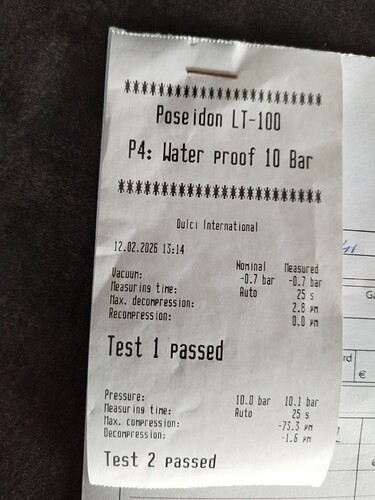 ************************
Poseidon LT-100
P4: Water proof 10 Bar
************************
Dulci International
12.02.2026 13:14
Nominal Measured
Vacuum: -0.7 bar -0.7 bar
Measuring time: Auto 25 s
Max. decompression: 2.8 µm
Recompression: 0.0 µm
Test 1 passed
Pressure: 10.0 bar 10.1 bar
Measuring time: Auto 25 s
Max. compression: -73.3 µm
Decompression: -1.6 µm
Test 2 passed
Ga
rd
€